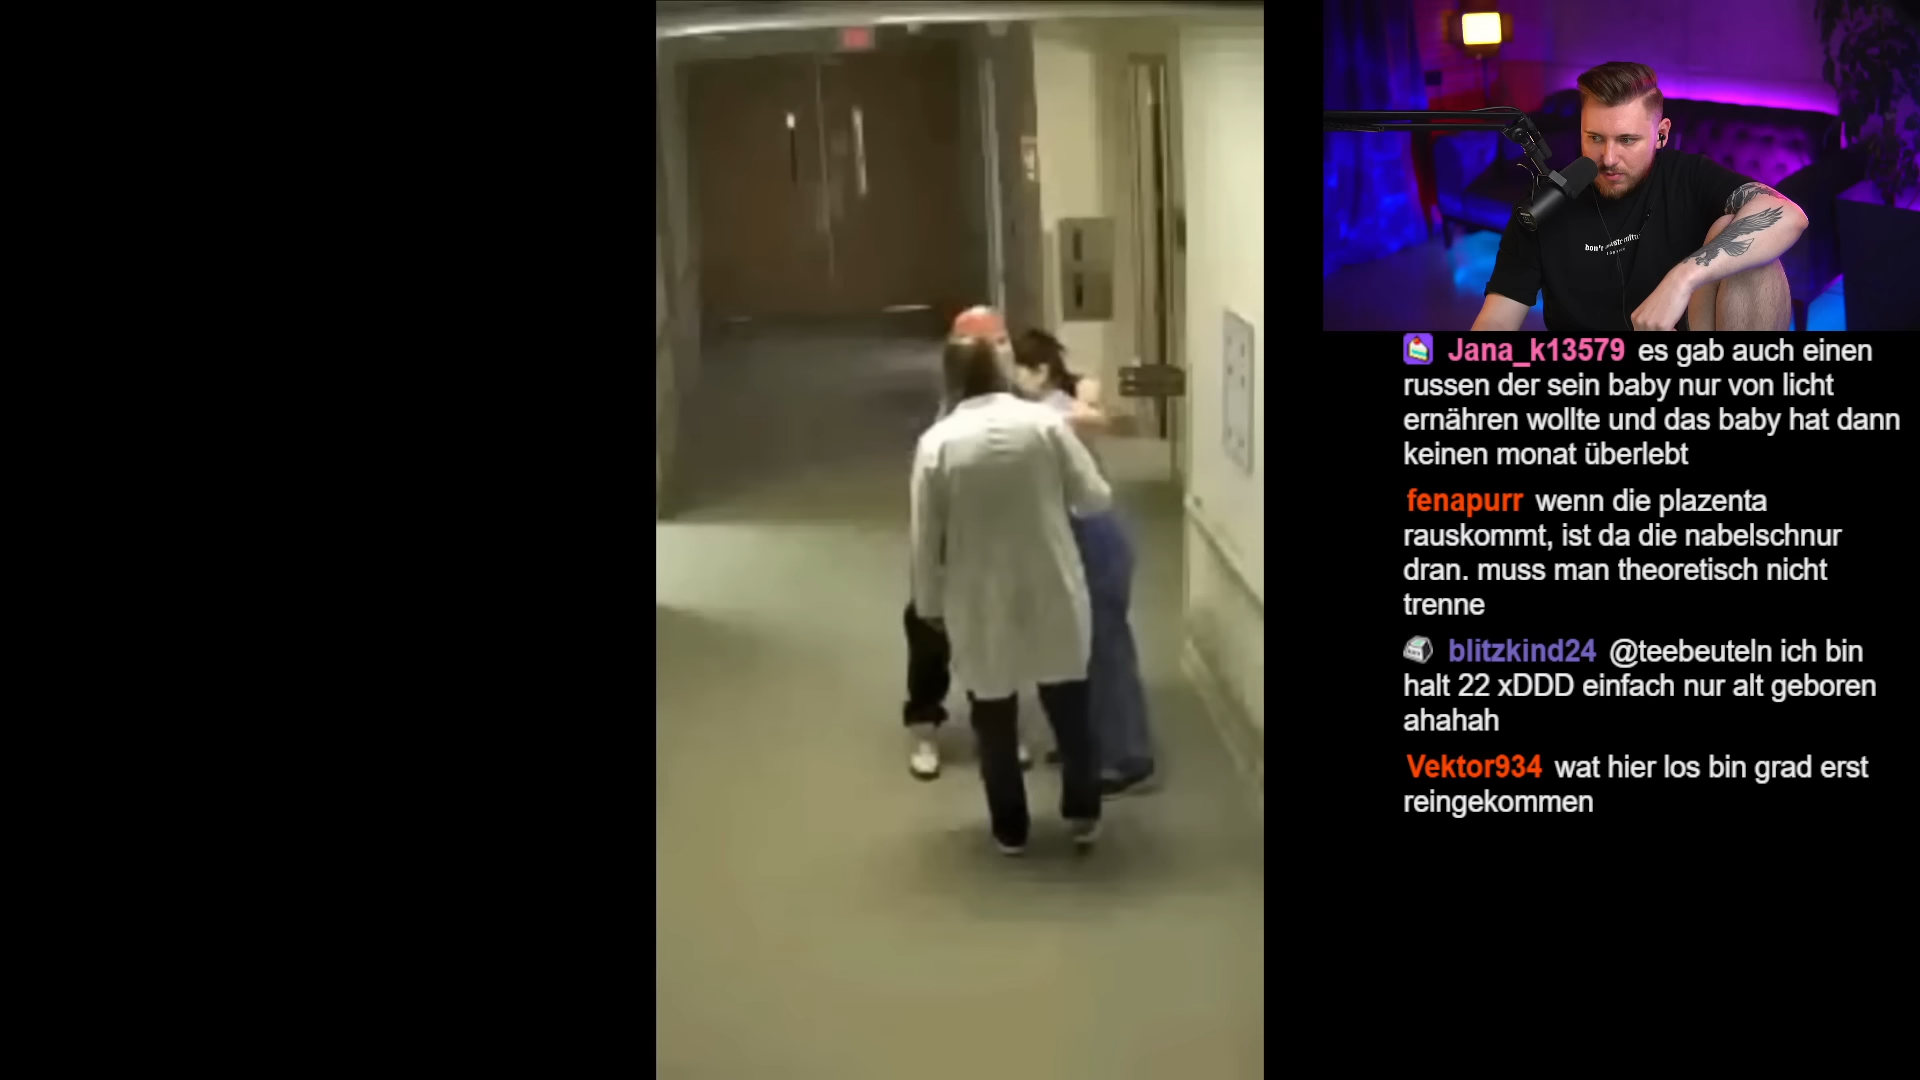 Jana_k13579 es gab auch einen
russen der sein baby nur von licht
ernähren wollte und das baby hat dann
keinen monat überlebt
fenapurr wenn die plazenta
rauskommt, ist da die nabelschnur
dran. muss man theoretisch nicht
trenne
blitzkind24 @teebeuteln ich bin
halt 22 xDDD einfach nur alt geboren
ahahah
Vektor934 wat hier los bin grad erst
reingekommen